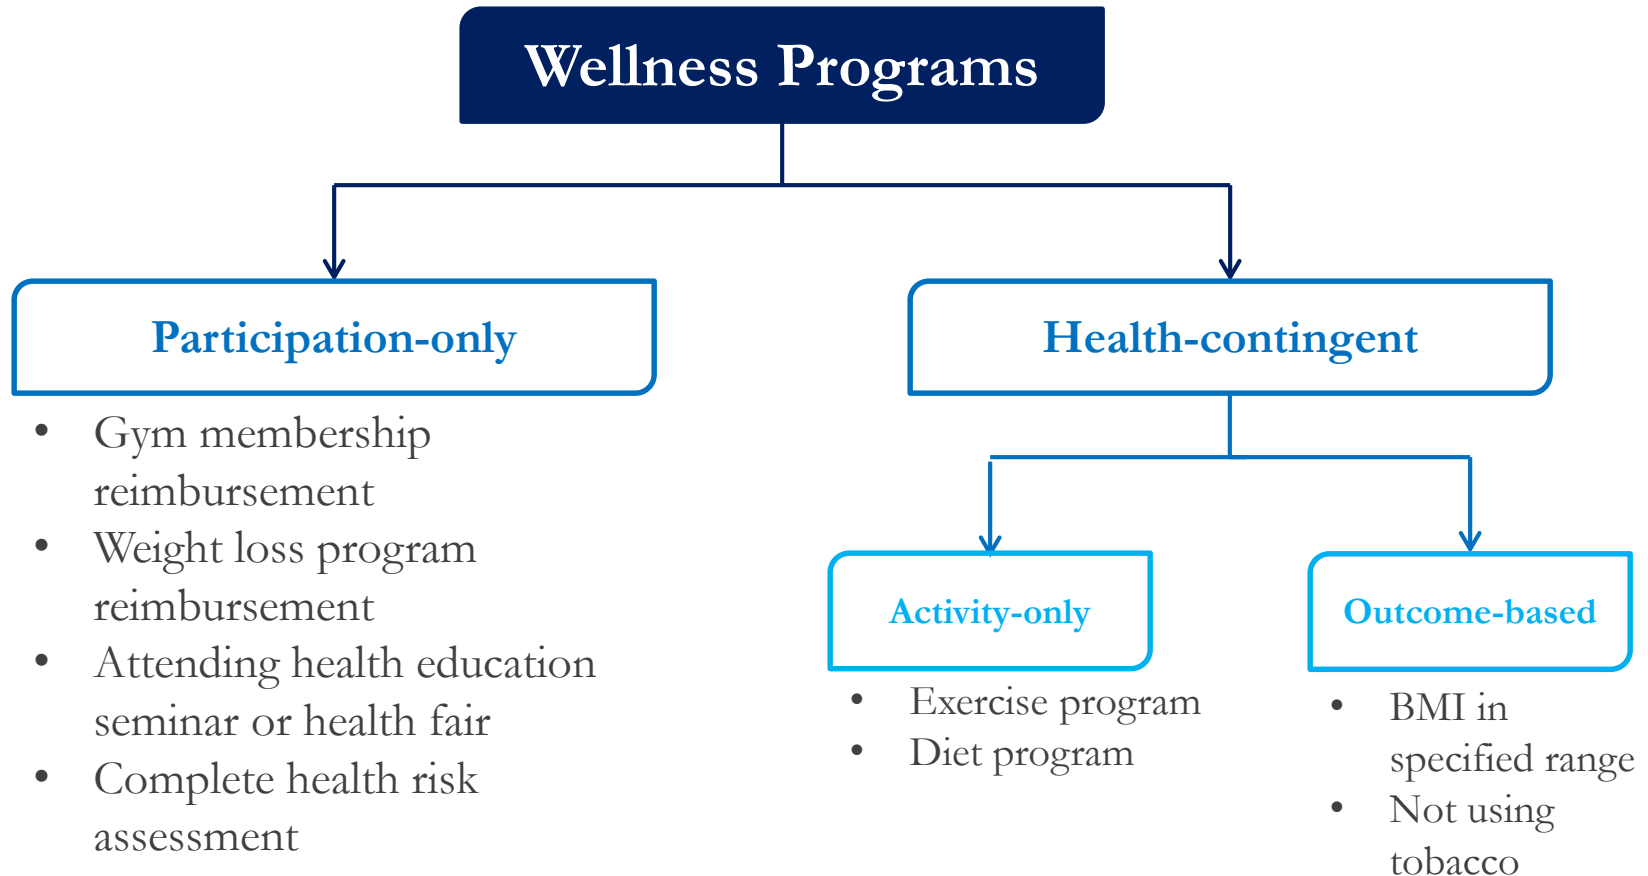 Wellness Programs
Participation-only
• Gym membership
reimbursement
• Weight loss program
reimbursement
• Attending health education
seminar or health fair
• Complete health risk
assessment
Health-contingent
Activity-only
• Exercise program
• Diet program
Outcome-based
• BMI in
specified range
• Not using
tobacco